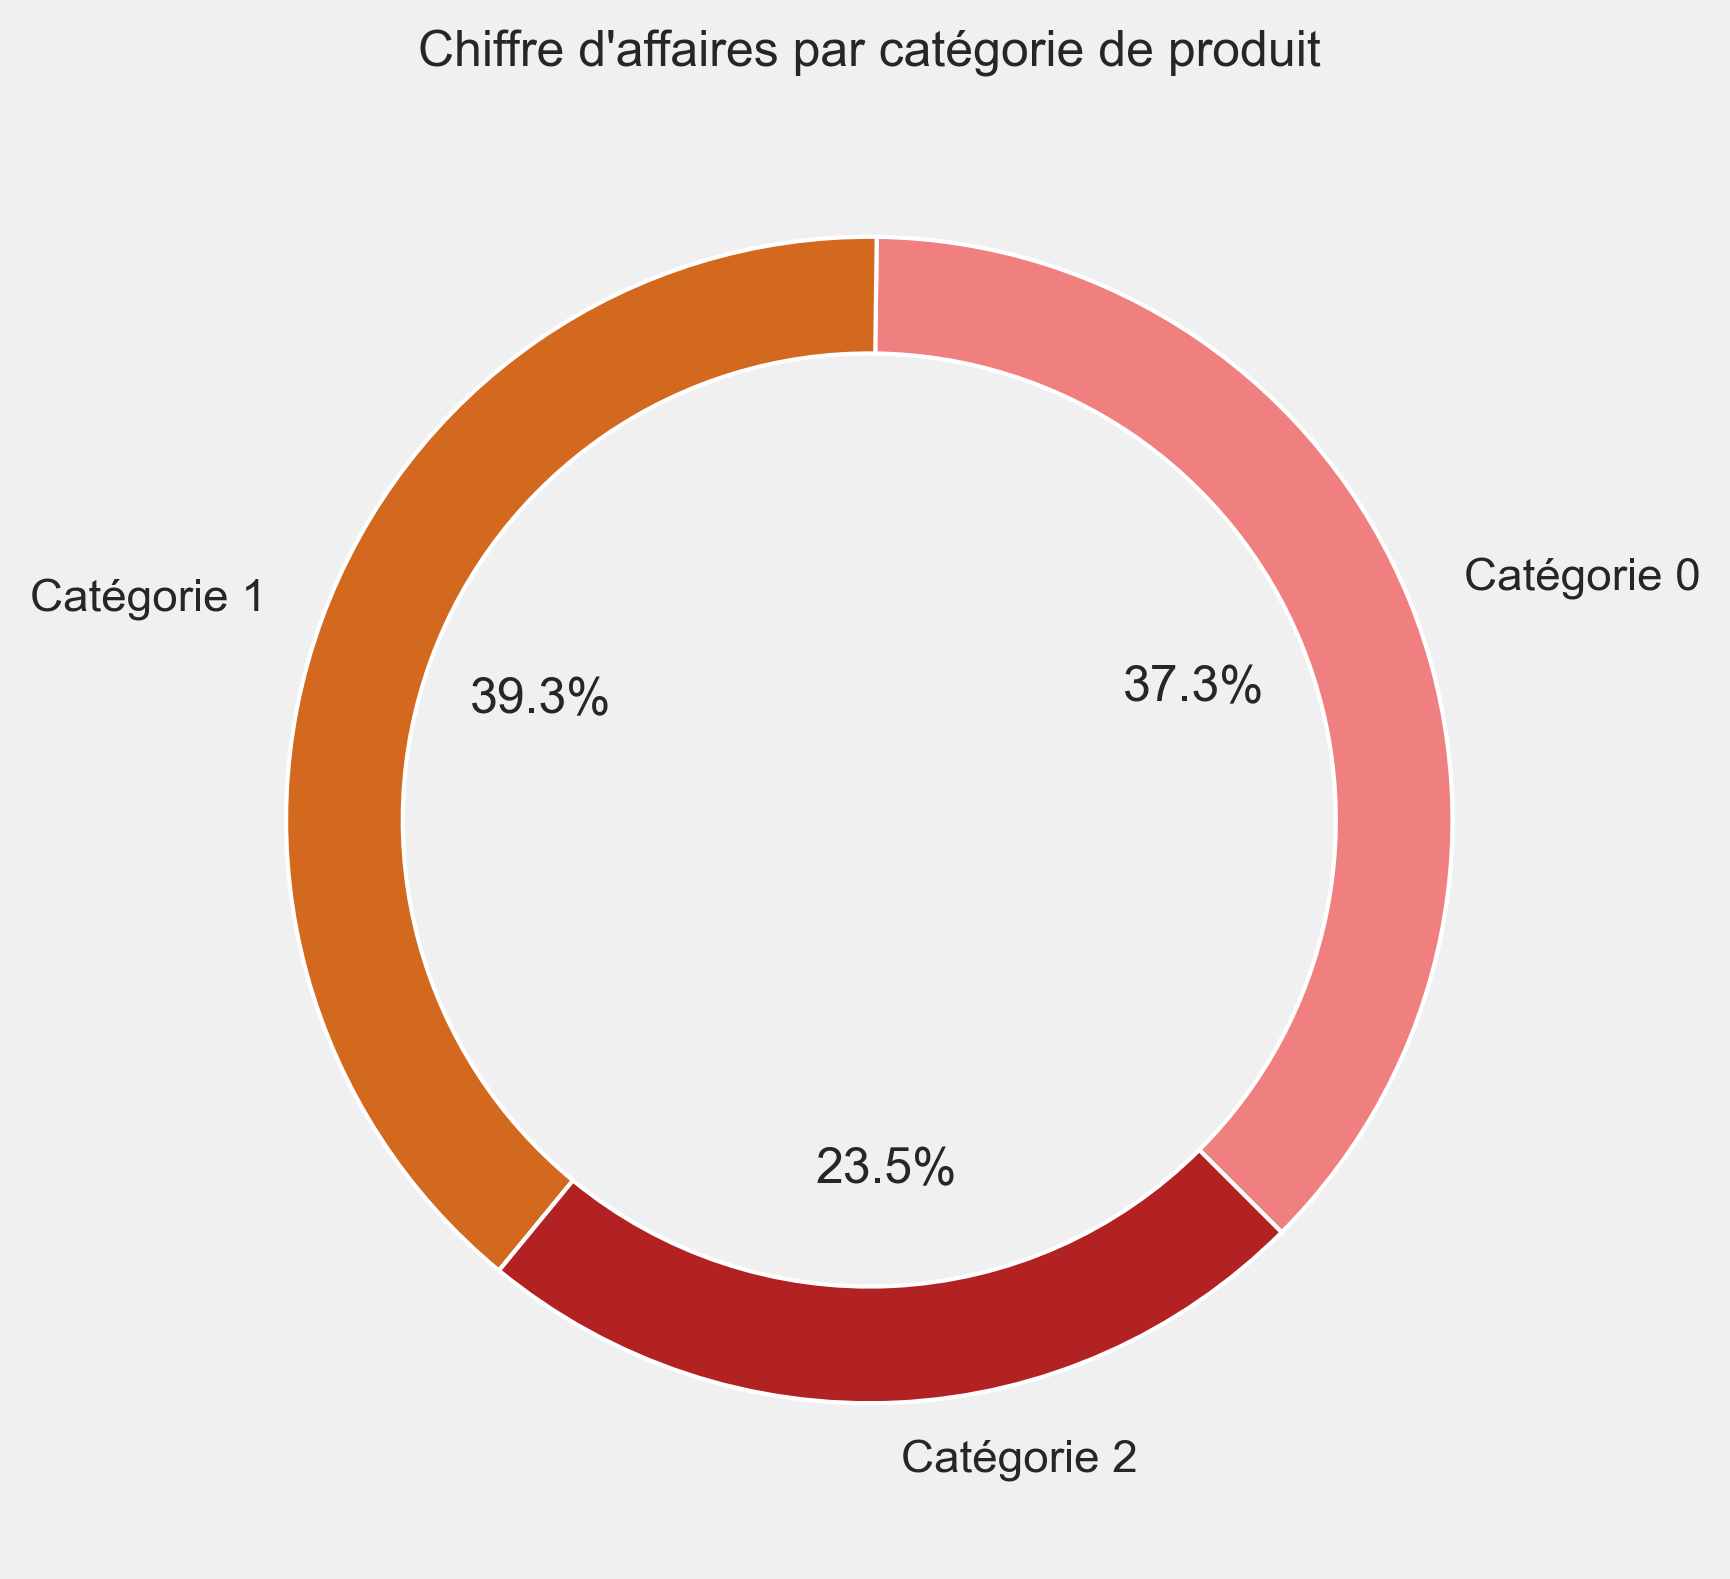 Chiffre d'affaires par catégorie de produit
Catégorie 0
Catégorie 1
37.3%
39.3%
23.5%
Catégorie 2